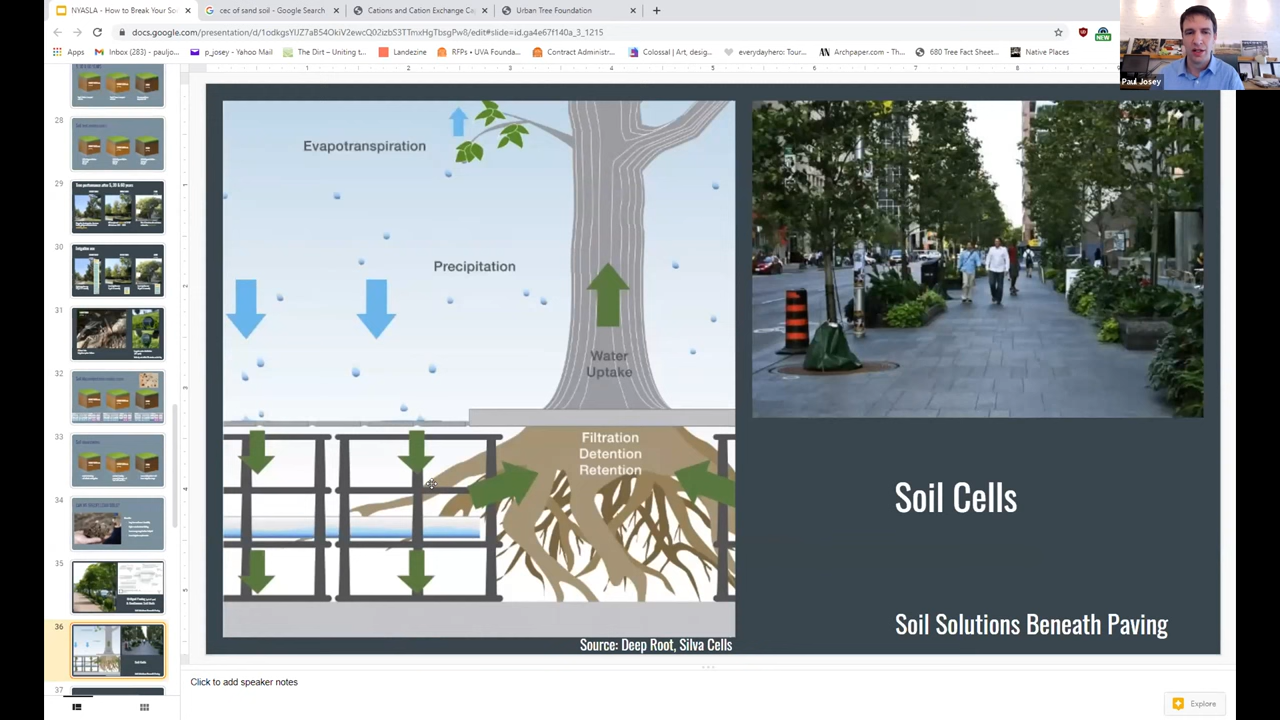 NYASLA - How to Break Your So
cec of sand soil - Google Search
Cations and Cation Exchange Ca
Urban Tree Foundation
docs.google.com/presentation/d/1odkgsYUZ7aB54OkiV2ewcQ02izbS3TTmxHgTbsgPw8/edit#slide=id.ga4e67f140a_3_1215
NEW
Apps
Inbox (283) - pauljo...
p_josey - Yahoo Mail
The Dirt – Uniting t...
Landezine
RPPs • UVA Founda...
Contract Administr...
Colossal | Art, desig...
everydayhero: Tour...
Archpaper.com - Th...
680 Tree Fact Sheet...
Native Places
Paul Josey
28
29
30
31
32
33
34
35
36
37
Evapotranspiration
Precipitation
Water
Uptake
Filtration
Detention
Retention
Source: Deep Root, Silva Cells
Soil Cells
Soil Solutions Beneath Paving
Click to add speaker notes
Explore